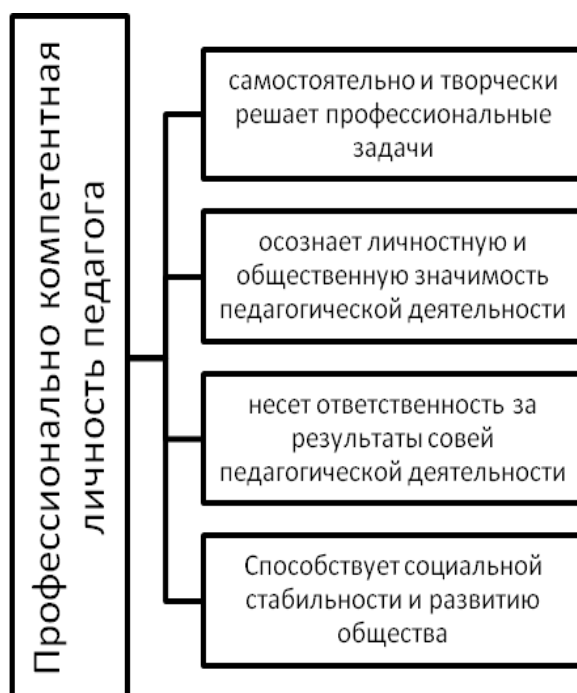 Профессионально компетентная
личность педагога
самостоятельно и творчески
решает профессиональные
задачи
осознает личностную и
общественную значимость
педагогической деятельности
несет ответственность за
результаты совей
педагогической деятельности
Способствует социальной
стабильности и развитию
общества